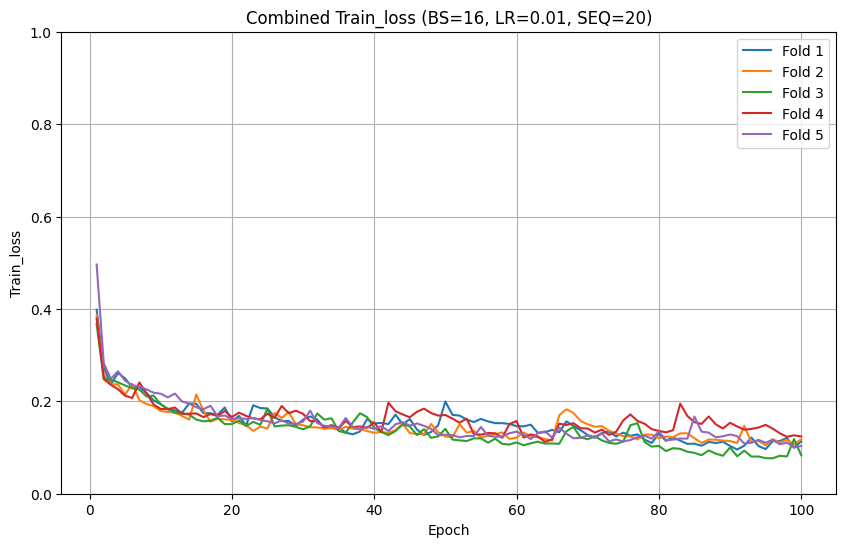 Combined Train_loss (BS=16, LR=0.01, SEQ=20)
Fold 1
Fold 2
Fold 3
Fold 4
Fold 5
Train_loss
1.0
0.8
0.6
0.4
0.2
0.0
0 20 40 60 80 100
Epoch